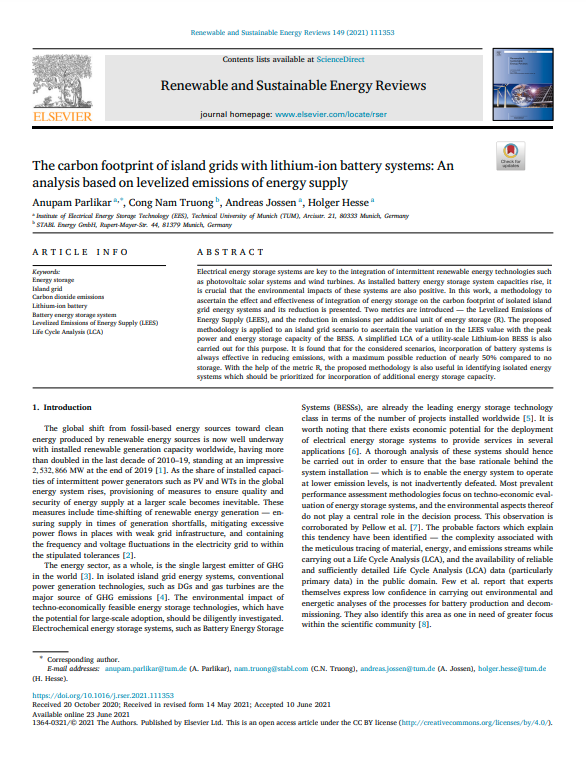 Renewable and Sustainable Energy Reviews 149 (2021) 111353
Contents lists available at ScienceDirect
Renewable and Sustainable Energy Reviews
journal homepage: www.elsevier.com/locate/rser
ELSEVIER
Check for
updates
The carbon footprint of island grids with lithium-ion battery systems: An
analysis based on levelized emissions of energy supply
Anupam Parlikar a,*, Cong Nam Truong b, Andreas Jossen a, Holger Hesse a
a Institute of Electrical Energy Storage Technology (EES), Technical University of Munich (TUM), Arcisstr. 21, 80333 Munich, Germany
b STABL Energy GmbH, Rupert-Mayer-Str. 44, 81379 Munich, Germany
ARTICLE INFO
Keywords:
Energy storage
Island grid
Carbon dioxide emissions
Lithium-ion battery
Battery energy storage system
Levelized Emissions of Energy Supply (LEES)
Life Cycle Analysis (LCA)
ABSTRACT
Electrical energy storage systems are key to the integration of intermittent renewable energy technologies such
as photovoltaic solar systems and wind turbines. As installed battery energy storage system capacities rise, it
is crucial that the environmental impacts of these systems are also positive. In this work, a methodology to
ascertain the effect and effectiveness of integration of energy storage on the carbon footprint of isolated island
grid energy systems and its reduction is presented. Two metrics are introduced — the Levelized Emissions of
Energy Supply (LEES), and the reduction in emissions per additional unit of energy storage (R). The proposed
methodology is applied to an island grid scenario to ascertain the variation in the LEES value with the peak
power and energy storage capacity of the BESS. A simplified LCA of a utility-scale Lithium-ion BESS is also
carried out for this purpose. It is found that for the considered scenarios, incorporation of battery systems is
always effective in reducing emissions, with a maximum possible reduction of nearly 50% compared to no
storage. With the help of the metric R, the proposed methodology is also useful in identifying isolated energy
systems which should be prioritized for incorporation of additional energy storage capacity.
1. Introduction
The global shift from fossil-based energy sources toward clean
energy produced by renewable energy sources is now well underway
with installed renewable generation capacity worldwide, having more
than doubled in the last decade of 2010–19, standing at an impressive
2,532,866 MW at the end of 2019 [1]. As the share of installed capaci-
ties of intermittent power generators such as PV and WTs in the global
energy system rises, provisioning of measures to ensure quality and
security of energy supply at a larger scale becomes inevitable. These
measures include time-shifting of renewable energy generation — en-
suring supply in times of generation shortfalls, mitigating excessive
power flows in places with weak grid infrastructure, and containing
the frequency and voltage fluctuations in the electricity grid to within
the stipulated tolerances [2].
The energy sector, as a whole, is the single largest emitter of GHG
in the world [3]. In isolated island grid energy systems, conventional
power generation technologies, such as DGs and gas turbines are the
major source of GHG emissions [4]. The environmental impact of
techno-economically feasible energy storage technologies, which have
the potential for large-scale adoption, should be diligently investigated.
Electrochemical energy storage systems, such as Battery Energy Storage
Systems (BESSs), are already the leading energy storage technology
class in terms of the number of projects installed worldwide [5]. It is
worth noting that there exists economic potential for the deployment
of electrical energy storage systems to provide services in several
applications [6]. A thorough analysis of these systems should hence
be carried out in order to ensure that the base rationale behind the
system installation — which is to enable the energy system to operate
at lower emission levels, is not inadvertently defeated. Most prevalent
performance assessment methodologies focus on techno-economic eval-
uation of energy storage systems, and the environmental aspects thereof
do not play a central role in the decision process. This observation is
corroborated by Pellow et al. [7]. The probable factors which explain
this tendency have been identified — the complexity associated with
the meticulous tracing of material, energy, and emissions streams while
carrying out a Life Cycle Analysis (LCA), and the availability of reliable
and sufficiently detailed Life Cycle Analysis (LCA) data (particularly
primary data) in the public domain. Few et al. report that experts
themselves express low confidence in carrying out environmental and
energetic analyses of the processes for battery production and decom-
missioning. They also identify this area as one in need of greater focus
within the scientific community [8].
* Corresponding author.
E-mail addresses: anupam.parlikar@tum.de (A. Parlikar), nam.truong@stabl.com (C.N. Truong), andreas.jossen@tum.de (A. Jossen), holger.hesse@tum.de
(H. Hesse).
https://doi.org/10.1016/j.rser.2021.111353
Received 20 October 2020; Received in revised form 14 May 2021; Accepted 10 June 2021
Available online 23 June 2021
1364-0321/© 2021 The Authors. Published by Elsevier Ltd. This is an open access article under the CC BY license (http://creativecommons.org/licenses/by/4.0/).